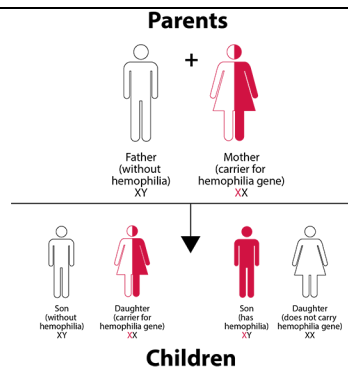 Parents
+
Father
(without
hemophilia)
XY
Mother
(carrier for
hemophilia gene)
XX
Son
(without
hemophilia)
XY
Daughter
(carrier for
hemophilia gene)
XX
Son
(has
hemophilia)
XY
Daughter
(does not carry
hemophilia gene)
XX
Children